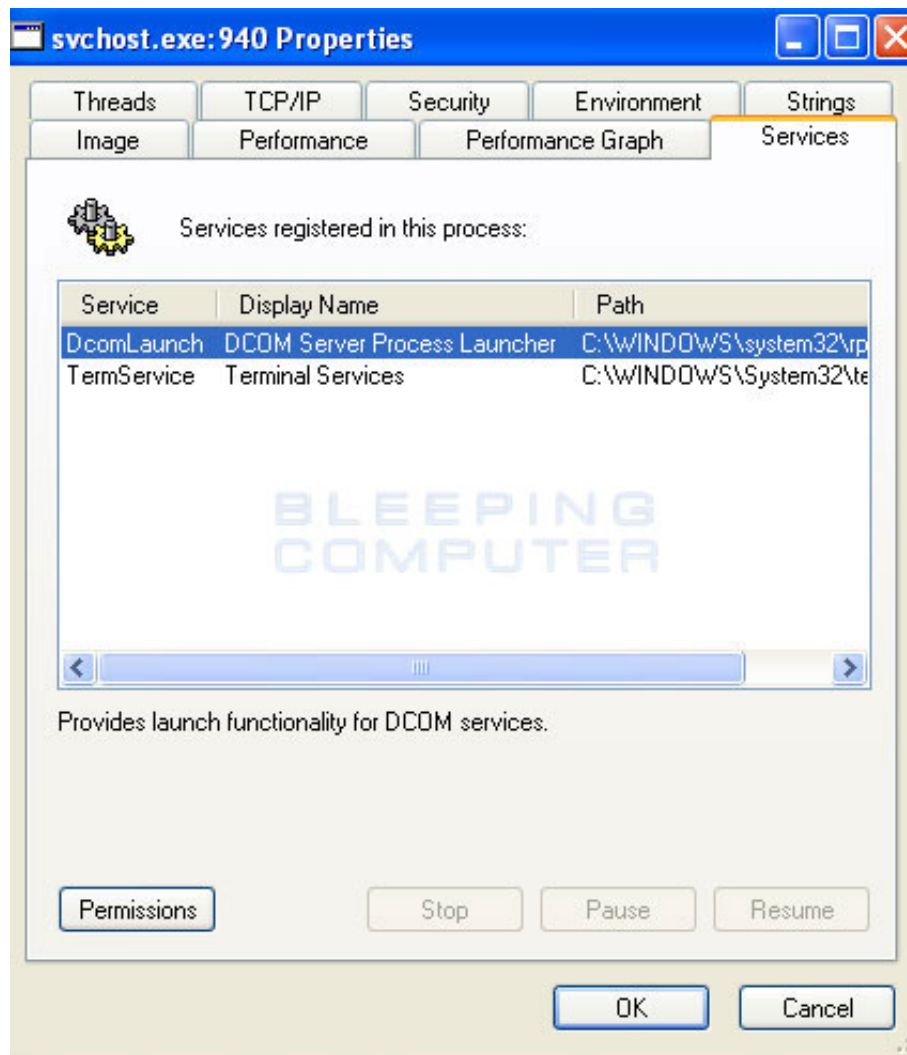 svchost.exe:940 Properties
Threads TCP/IP Security Environment Strings
Image Performance Performance Graph Services
Services registered in this process:
Service Display Name Path
DcomLaunch DCOM Server Process Launcher C:\WINDOWS\system32\rp
TermService Terminal Services C:\WINDOWS\System32\te
BLEEPING
COMPUTER
Provides launch functionality for DCOM services.
Permissions Stop Pause Resume
OK Cancel